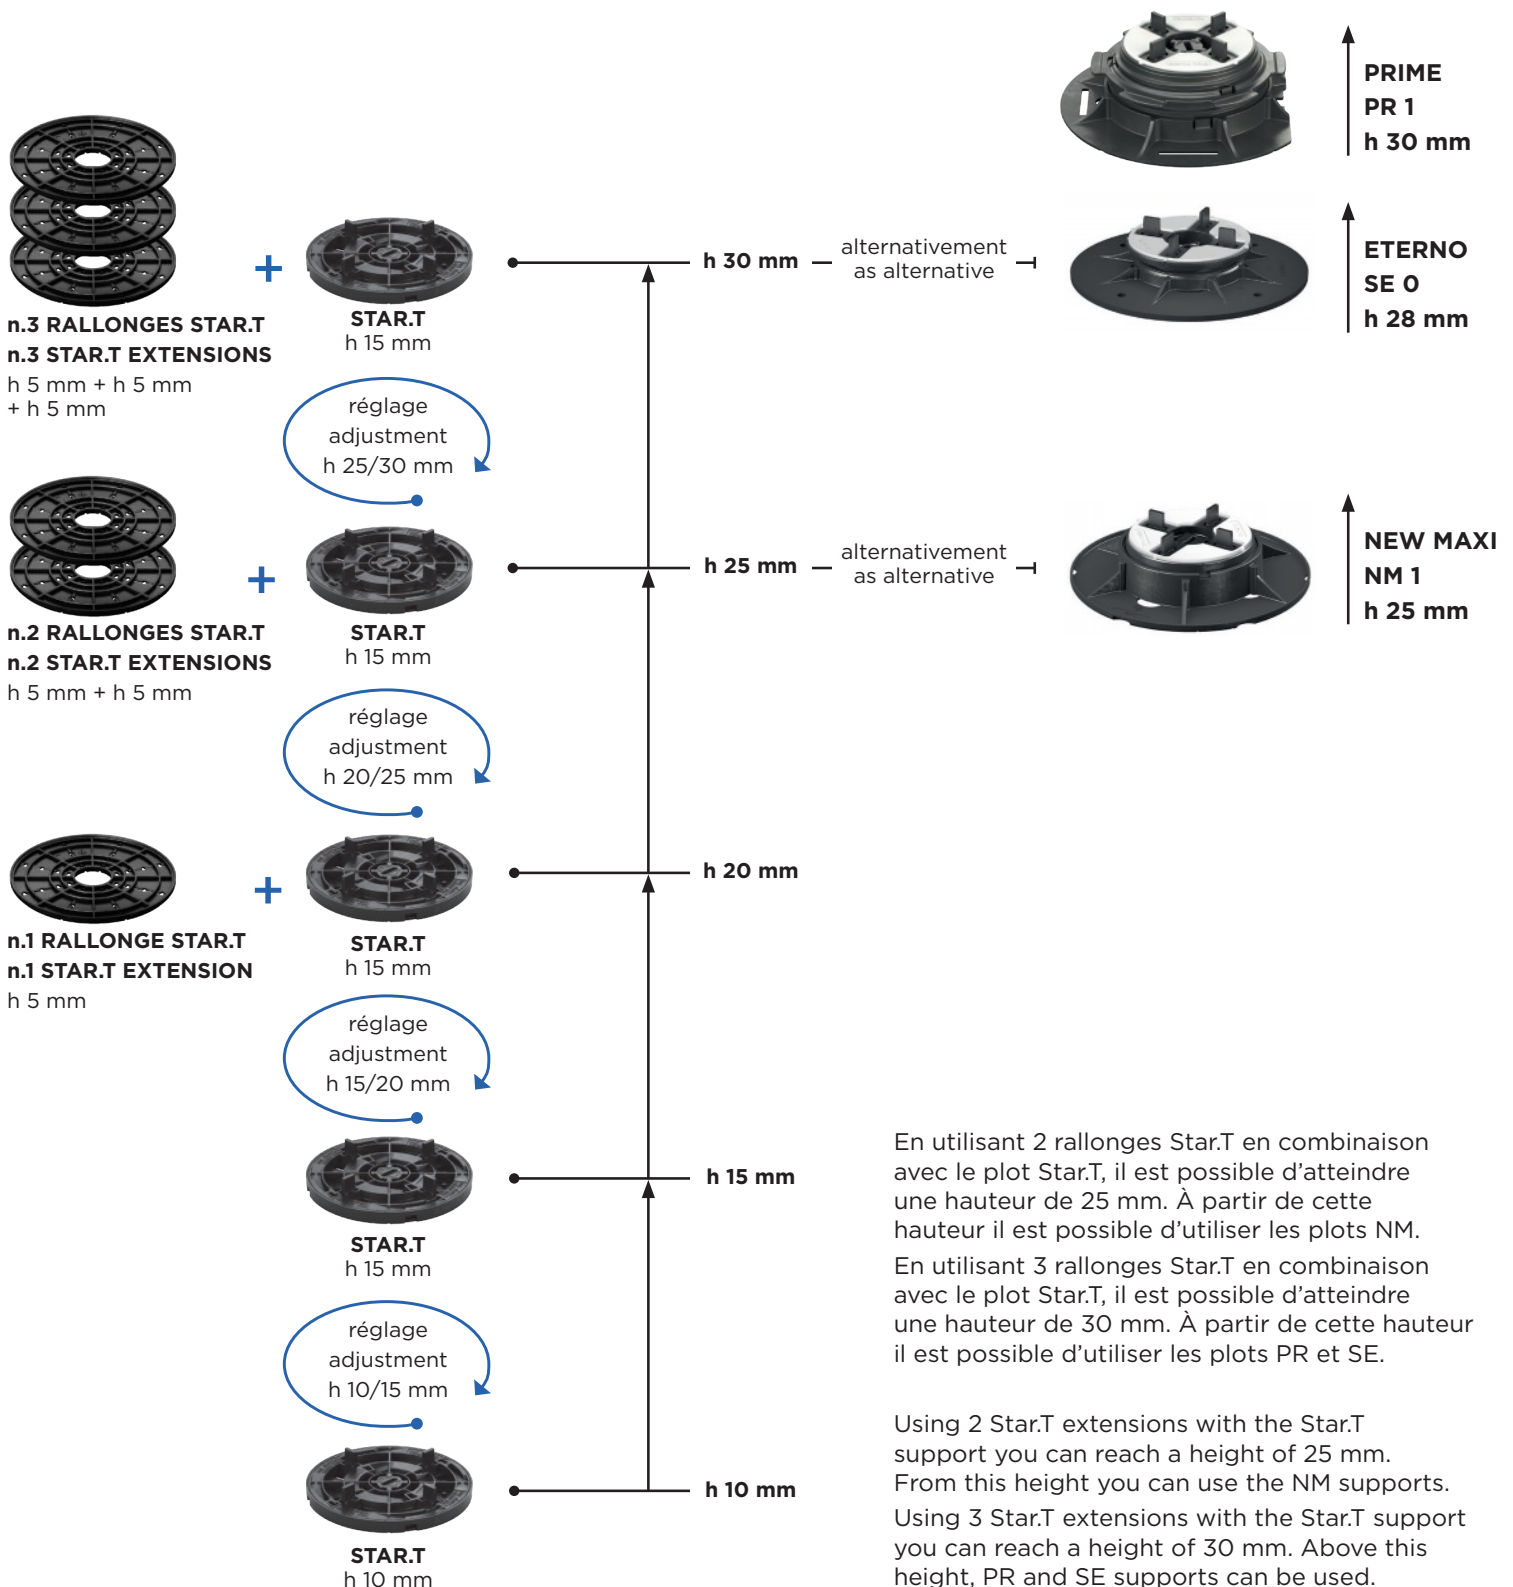 PRIME
PR 1
h 30 mm
n.3 RALLONGES STAR.T
n.3 STAR.T EXTENSIONS
h 5 mm + h 5 mm
+ h 5 mm
+
STAR.T
h 15 mm
h 30 mm
alternativement
as alternative
ETERNO
SE 0
h 28 mm
réglage
adjustment
h 25/30 mm
n.2 RALLONGES STAR.T
n.2 STAR.T EXTENSIONS
h 5 mm + h 5 mm
+
STAR.T
h 15 mm
h 25 mm
alternativement
as alternative
NEW MAXI
NM 1
h 25 mm
réglage
adjustment
h 20/25 mm
n.1 RALLONGE STAR.T
n.1 STAR.T EXTENSION
h 5 mm
+
STAR.T
h 15 mm
h 20 mm
réglage
adjustment
h 15/20 mm
STAR.T
h 15 mm
h 15 mm
réglage
adjustment
h 10/15 mm
STAR.T
h 10 mm
h 10 mm
En utilisant 2 rallonges Star.T en combinaison
avec le plot Star.T, il est possible d’atteindre
une hauteur de 25 mm. À partir de cette
hauteur il est possible d’utiliser les plots NM.
En utilisant 3 rallonges Star.T en combinaison
avec le plot Star.T, il est possible d’atteindre
une hauteur de 30 mm. À partir de cette hauteur
il est possible d’utiliser les plots PR et SE.
Using 2 Star.T extensions with the Star.T
support you can reach a height of 25 mm.
From this height you can use the NM supports.
Using 3 Star.T extensions with the Star.T support
you can reach a height of 30 mm. Above this
height, PR and SE supports can be used.